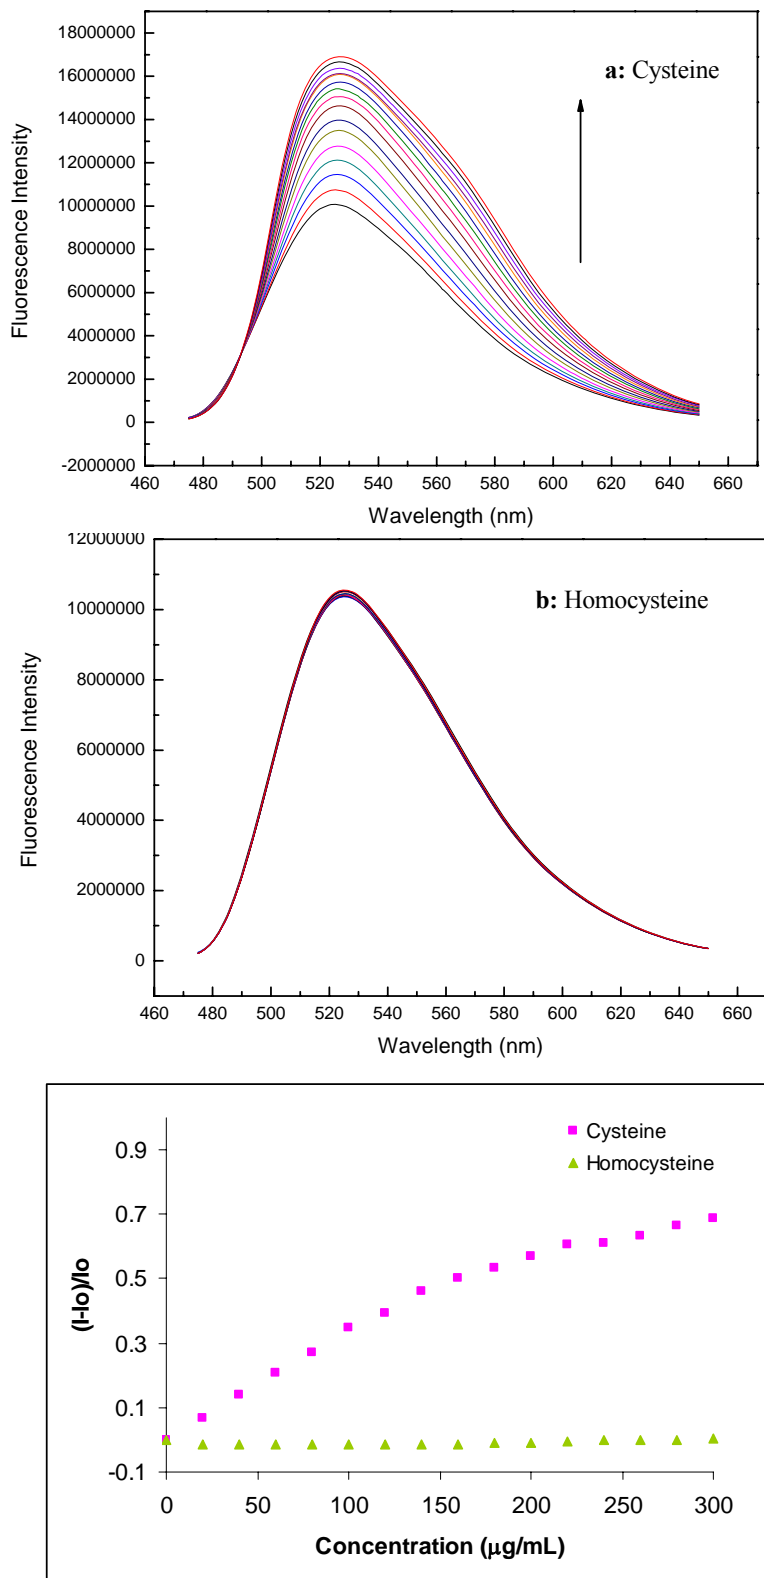 18000000
16000000
14000000
12000000
10000000
8000000
6000000
4000000
2000000
0
-2000000
Fluorescence Intensity
a: Cysteine
460 480 500 520 540 560 580 600 620 640 660
Wavelength (nm)
12000000
10000000
8000000
6000000
4000000
2000000
0
Fluorescence Intensity
b: Homocysteine
460 480 500 520 540 560 580 600 620 640 660
Wavelength (nm)
0.9
0.7
0.5
0.3
0.1
-0.1
(I-Io)/Io
Cysteine
Homocysteine
0 50 100 150 200 250 300
Concentration (μg/mL)